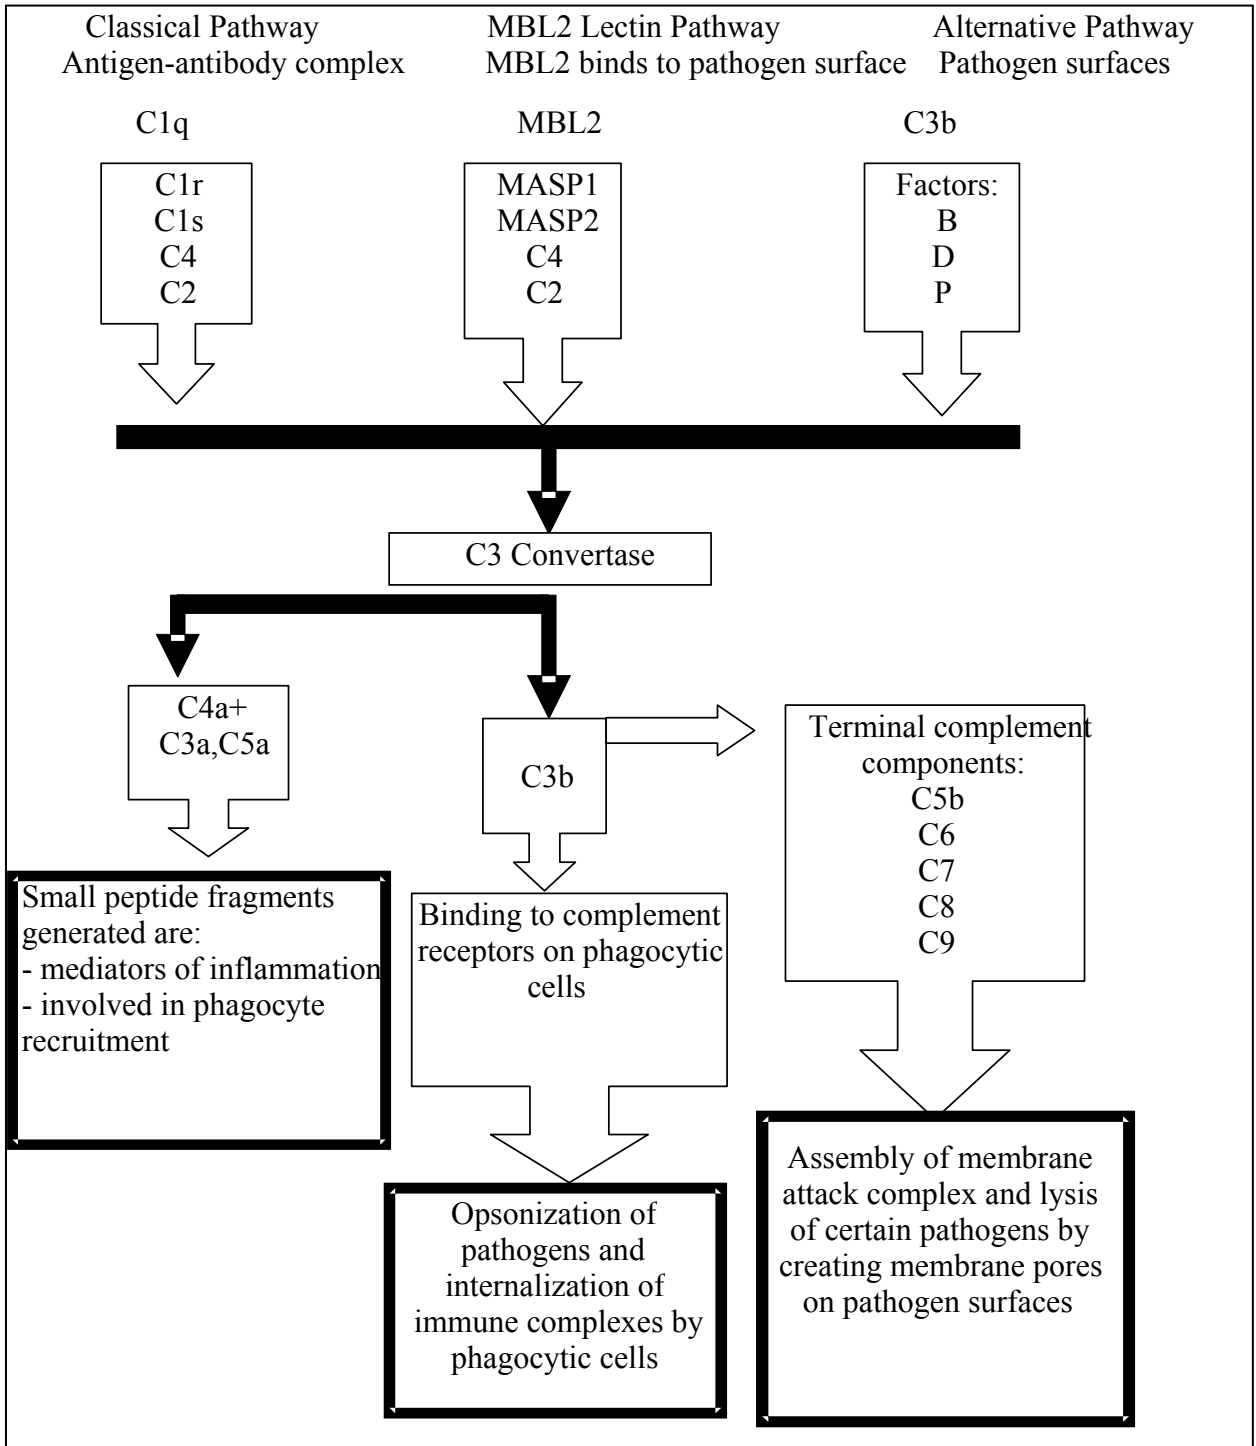 Classical Pathway
Antigen-antibody complex
MBL2 Lectin Pathway
MBL2 binds to pathogen surface
Alternative Pathway
Pathogen surfaces
C1q
MBL2
C3b
C1r
C1s
C4
C2
MASP1
MASP2
C4
C2
Factors:
B
D
P
C3 Convertase
C4a+
C3a,C5a
C3b
Terminal complement
components:
C5b
C6
C7
C8
C9
Small peptide fragments
generated are:
- mediators of inflammation
- involved in phagocyte
recruitment
Binding to complement
receptors on phagocytic
cells
Opsonization of
pathogens and
internalization of
immune complexes by
phagocytic cells
Assembly of membrane
attack complex and lysis
of certain pathogens by
creating membrane pores
on pathogen surfaces